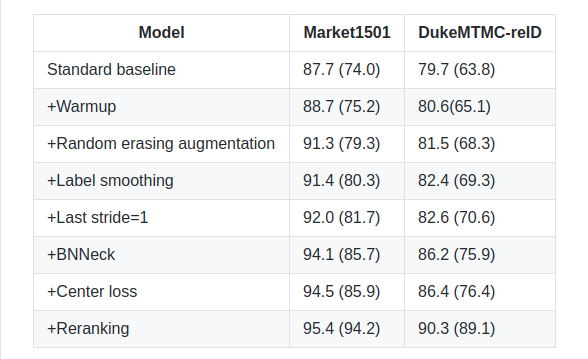 Model Market1501 DukeMTMC-reID
Standard baseline 87.7 (74.0) 79.7 (63.8)
+Warmup 88.7 (75.2) 80.6(65.1)
+Random erasing augmentation 91.3 (79.3) 81.5 (68.3)
+Label smoothing 91.4 (80.3) 82.4 (69.3)
+Last stride=1 92.0 (81.7) 82.6 (70.6)
+BNNeck 94.1 (85.7) 86.2 (75.9)
+Center loss 94.5 (85.9) 86.4 (76.4)
+Reranking 95.4 (94.2) 90.3 (89.1)